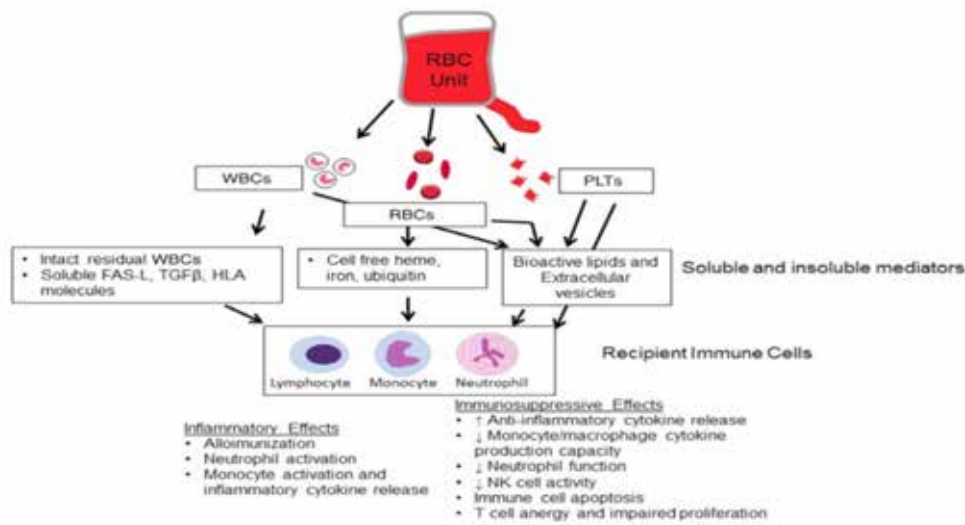 RBC
Unit
WBCs
PLTs
RBCs
• Intact residual WBCs
• Soluble FAS-L, TGFβ, HLA
molecules
• Cell free heme,
iron, ubiquitin
Bioactive lipids and
Extracellular
vesicles
Soluble and insoluble mediators
Lymphocyte
Monocyte
Neutrophil
Recipient Immune Cells
Inflammatory Effects
• Alloimunization
• Neutrophil activation
• Monocyte activation and
inflammatory cytokine release
Immunosuppressive Effects
• ↑ Anti-inflammatory cytokine release
• ↓ Monocyte/macrophage cytokine
production capacity
• ↓ Neutrophil function
• ↓ NK cell activity
• Immune cell apoptosis
• T cell anergy and impaired proliferation